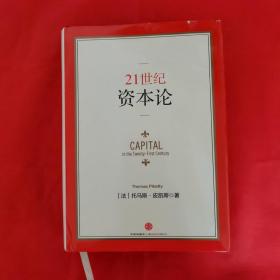 21世纪
资本论
CAPITAL
in the Twenty-First Century
Thomas Piketty
[法] 托马斯·皮凯蒂◎著